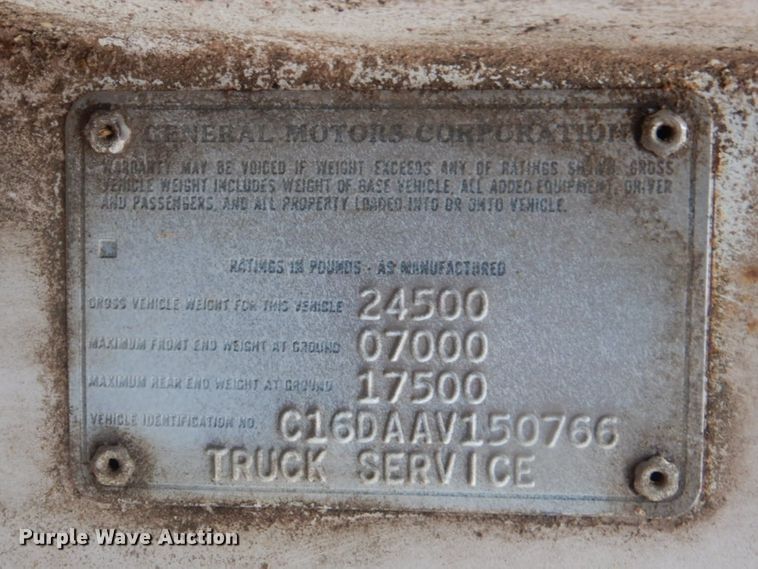 GENERAL MOTORS CORPORATION
WARRANTY MAY BE VOIDED IF WEIGHT EXCEEDS ANY OF RATINGS SHOWN. GROSS
VEHICLE WEIGHT INCLUDES WEIGHT OF BASE VEHICLE, ALL ADDED EQUIPMENT, DRIVER
AND PASSENGERS, AND ALL PROPERTY LOADED INTO OR ONTO VEHICLE.
RATINGS IN POUNDS - AS MANUFACTURED
GROSS VEHICLE WEIGHT FOR THIS VEHICLE 24500
MAXIMUM FRONT END WEIGHT AT GROUND 07000
MAXIMUM REAR END WEIGHT AT GROUND 17500
VEHICLE IDENTIFICATION NO. C16DAAV150766
TRUCK SERVICE
Purple Wave Auction